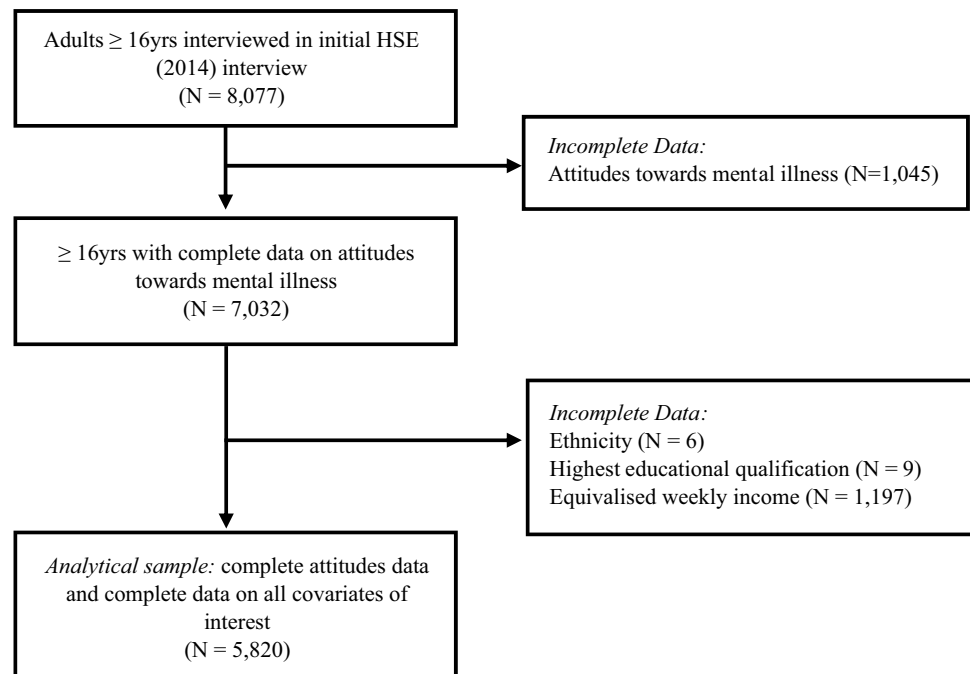 Adults ≥ 16yrs interviewed in initial HSE
(2014) interview
(N = 8,077)
Incomplete Data:
Attitudes towards mental illness (N=1,045)
≥ 16yrs with complete data on attitudes
towards mental illness
(N = 7,032)
Incomplete Data:
Ethnicity (N = 6)
Highest educational qualification (N = 9)
Equivalised weekly income (N = 1,197)
Analytical sample: complete attitudes data
and complete data on all covariates of
interest
(N = 5,820)